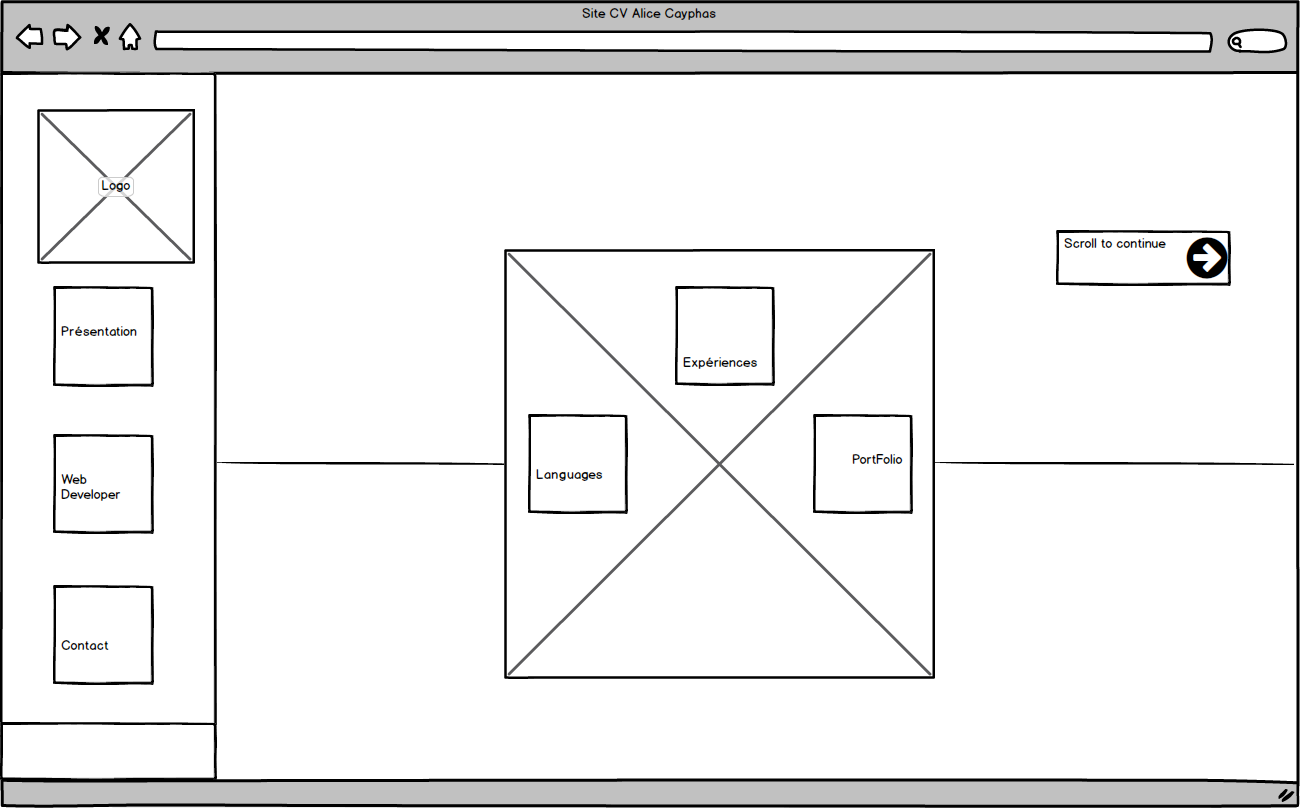 Site CV Alice Cayphas
Logo
Scroll to continue
Présentation
Expériences
Web
Developer
Languages
PortFolio
Contact